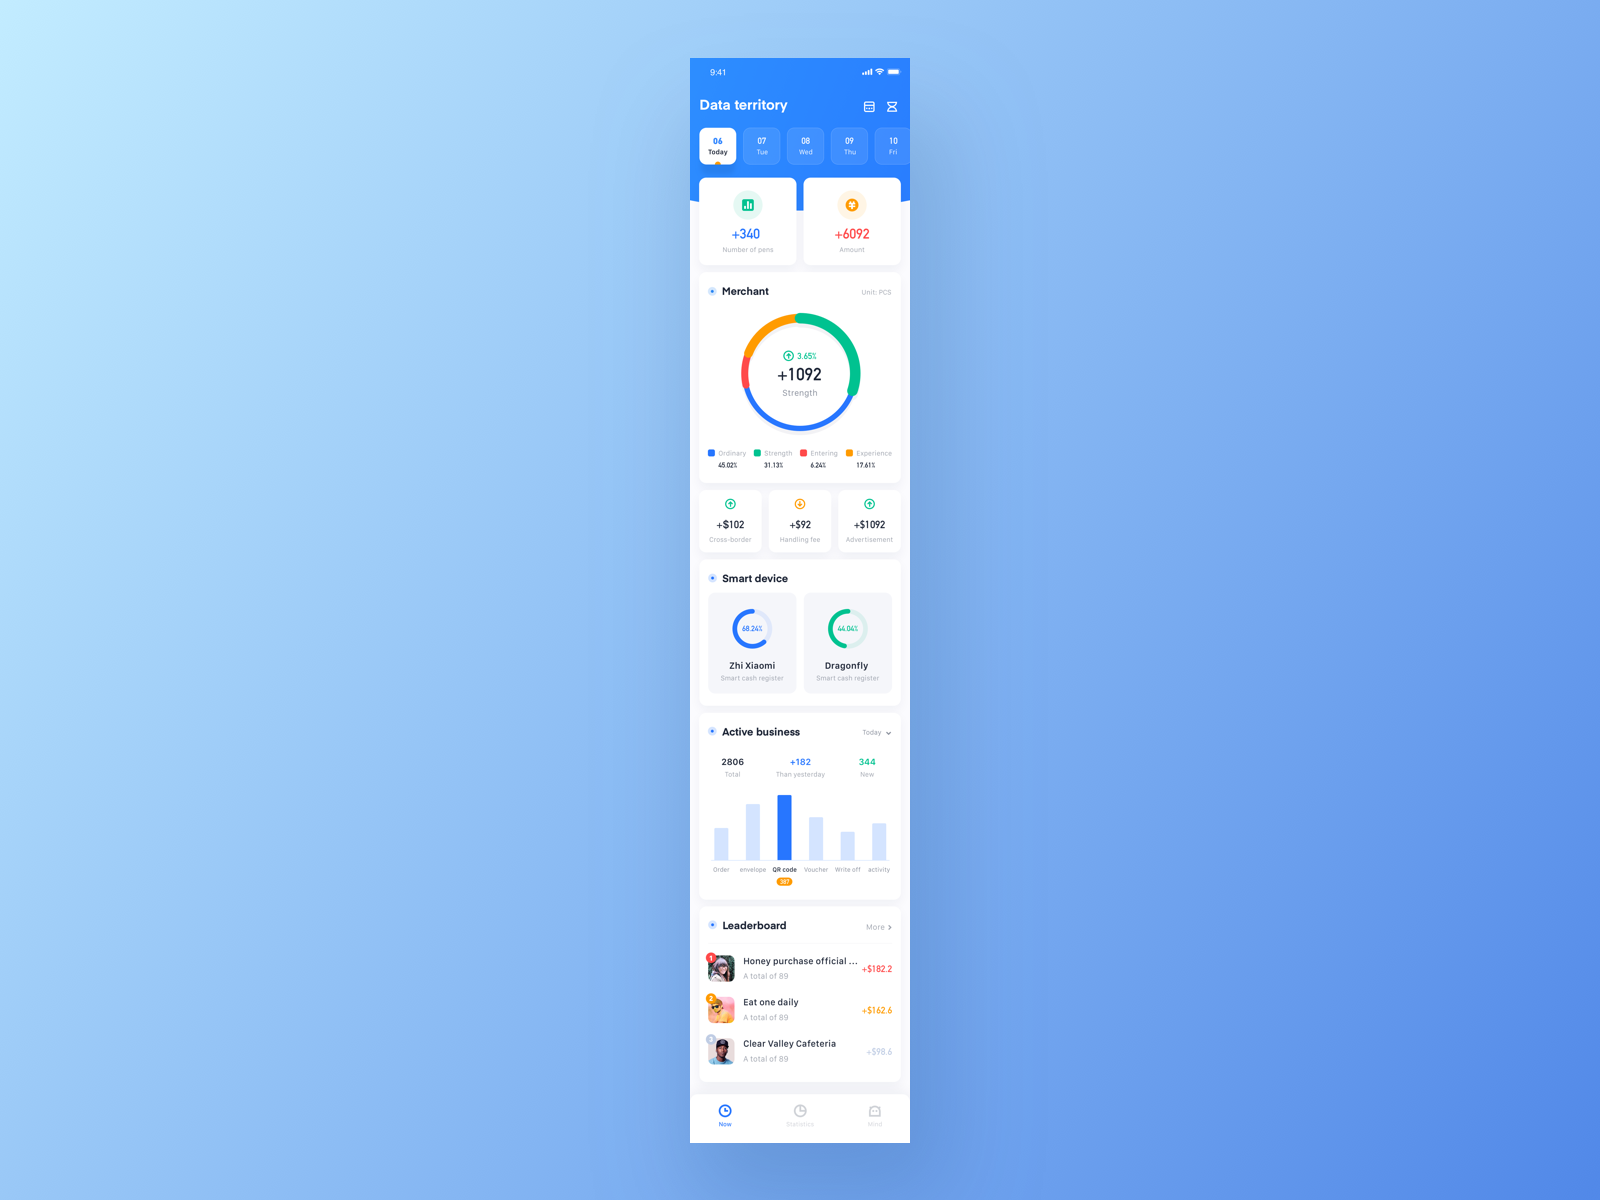 9:41
Data territory
06 07 08 09 10
Today Tue Wed Thu Fri
+340 +6092
Number of pens Amount
Merchant Unit: PCS
3.65%
+1092
Strength
Ordinary Strength Entering Experience
45.02% 31.13% 6.24% 17.61%
+$102 +$92 +$1092
Cross-border Handling fee Advertisement
Smart device
68.24% 44.04%
Zhi Xiaomi Dragonfly
Smart cash register Smart cash register
Active business Today
2806 +182 344
Total Than yesterday New
Order envelope QR code Voucher Write off activity
387
Leaderboard More
1
Honey purchase official ... +$182.2
A total of 89
2
Eat one daily +$162.6
A total of 89
3
Clear Valley Cafeteria +$98.6
A total of 89
Now Statistics